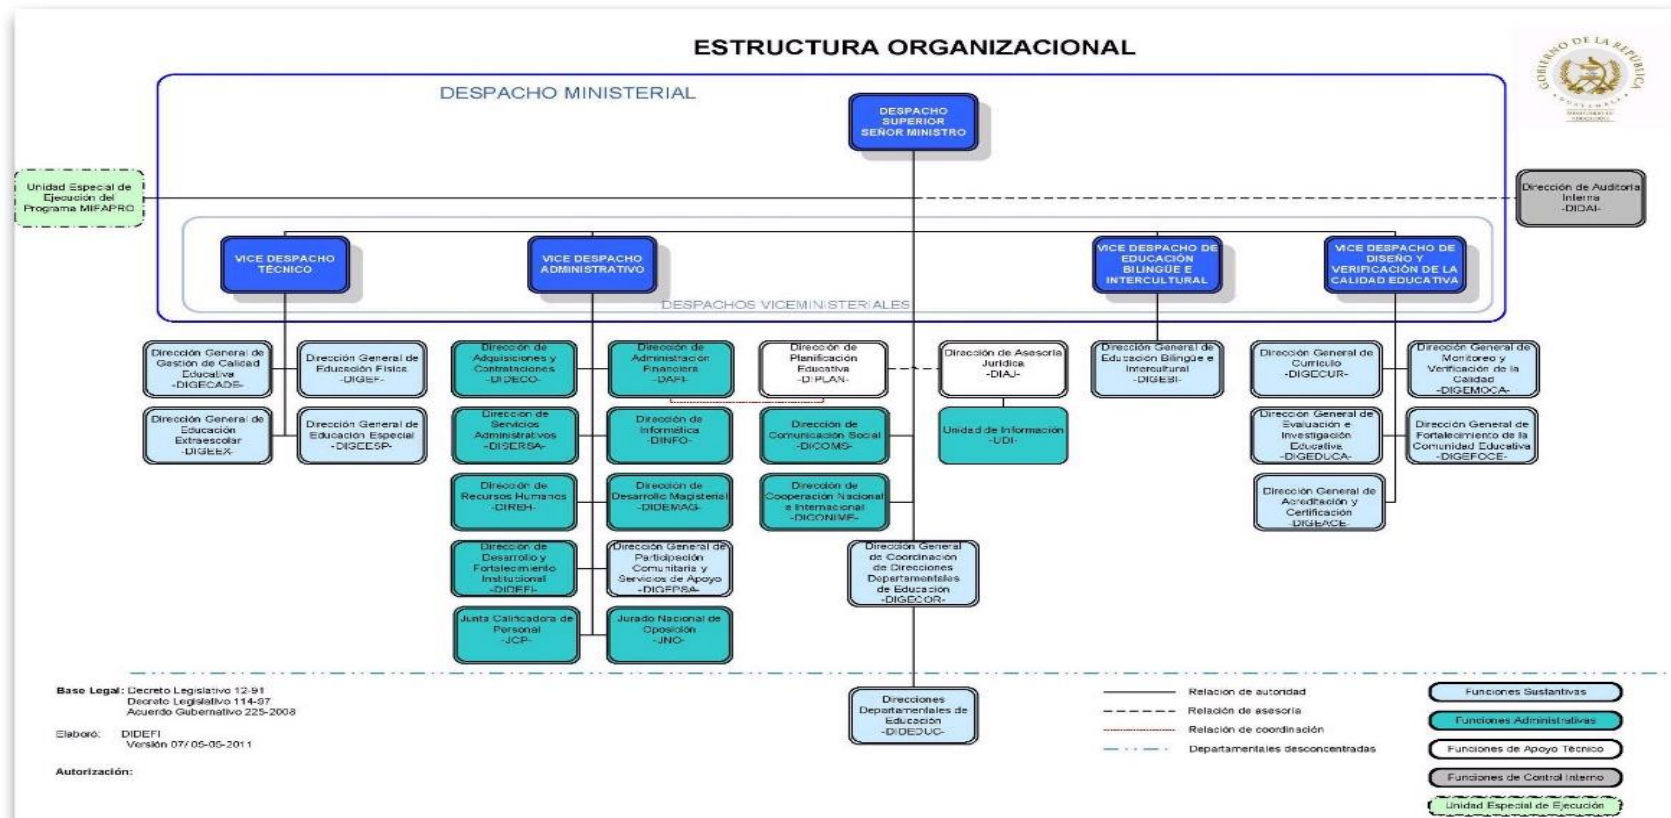 ESTRUCTURA ORGANIZACIONAL
GOBIERNO DE LA REPÚBLICA
GUATEMALA
DESPACHO MINISTERIAL
DESPACHO
SUPERIOR
SEÑOR MINISTRO
Unidad Especial de
Ejecución del
Programa MIFAPRO
Dirección de Auditoría
Interna
-DIDAI-
VICE DESPACHO
TÉCNICO
VICE DESPACHO
ADMINISTRATIVO
VICE DESPACHO DE
EDUCACIÓN
BILINGÜE E
INTERCULTURAL
VICE DESPACHO DE
DISEÑO Y
VERIFICACIÓN DE LA
CALIDAD EDUCATIVA
DESPACHOS VICEMINISTERIALES
Dirección General de
Gestión de Calidad
Educativa
-DIGECADE-
Dirección General de
Educación Física
-DIGEF-
Dirección de
Adquisiciones y
Contrataciones
-DIDECO-
Dirección de
Administración
Financiera
-DAFI-
Dirección de
Planificación
Educativa
-DIPLAN-
Dirección de Asesoría
Jurídica
-DIAJ-
Dirección General de
Educación Bilingüe e
Intercultural
-DIGEBI-
Dirección General de
Currículo
-DIGECUR-
Dirección General de
Monitoreo y
Verificación de la
Calidad
-DIGEMOCA-
Dirección General de
Educación
Extraescolar
-DIGEEX-
Dirección General de
Educación Especial
-DIGEESP-
Dirección de
Servicios
Administrativos
-DISERSA-
Dirección de
Informática
-DINFO-
Dirección de
Comunicación Social
-DICOMS-
Unidad de Información
-UDI-
Dirección General de
Evaluación e
Investigación
Educativa
-DIGEDUCA-
Dirección General de
Fortalecimiento de la
Comunidad Educativa
-DIGEFOCE-
Dirección de
Recursos Humanos
-DIREH-
Dirección de
Desarrollo Magisterial
-DIDEMAG-
Dirección de
Cooperación Nacional
e Internacional
-DICONIME-
Dirección General de
Acreditación y
Certificación
-DIGEACE-
Dirección de
Desarrollo y
Fortalecimiento
Institucional
-DIDEFI-
Dirección General de
Participación
Comunitaria y
Servicios de Apoyo
-DIGEPSA-
Dirección General
de Coordinación
de Direcciones
Departamentales
de Educación
-DIGECOR-
Junta Calificadora de
Personal
-JCP-
Jurado Nacional de
Oposición
-JNO-
Direcciones
Departamentales de
Educación
-DIDEDUC-
Base Legal: Decreto Legislativo 12-91
Decreto Legislativo 114-97
Acuerdo Gubernativo 225-2008
Elaboró: DIDEFI
Versión 07/ 05-05-2011
Autorización:
Relación de autoridad
Relación de asesoría
Relación de coordinación
Departamentales desconcentradas
Funciones Sustantivas
Funciones Administrativas
Funciones de Apoyo Técnico
Funciones de Control Interno
Unidad Especial de Ejecución